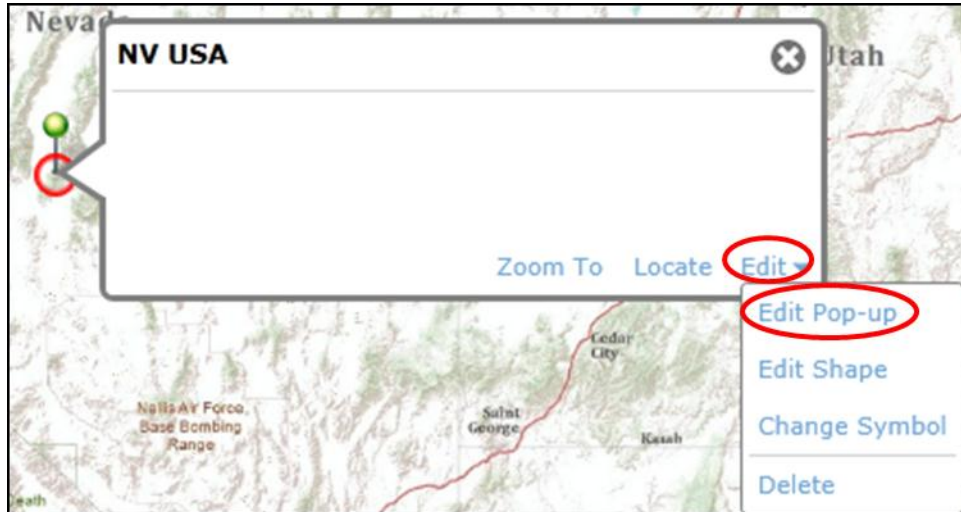 Nevada
NV USA
Utah
Zoom To Locate Edit
Edit Pop-up
Edit Shape
Change Symbol
Delete
Cedar
City
Nellis Air Force
Base Bombing
Range
Saint
George
Kanab
Death